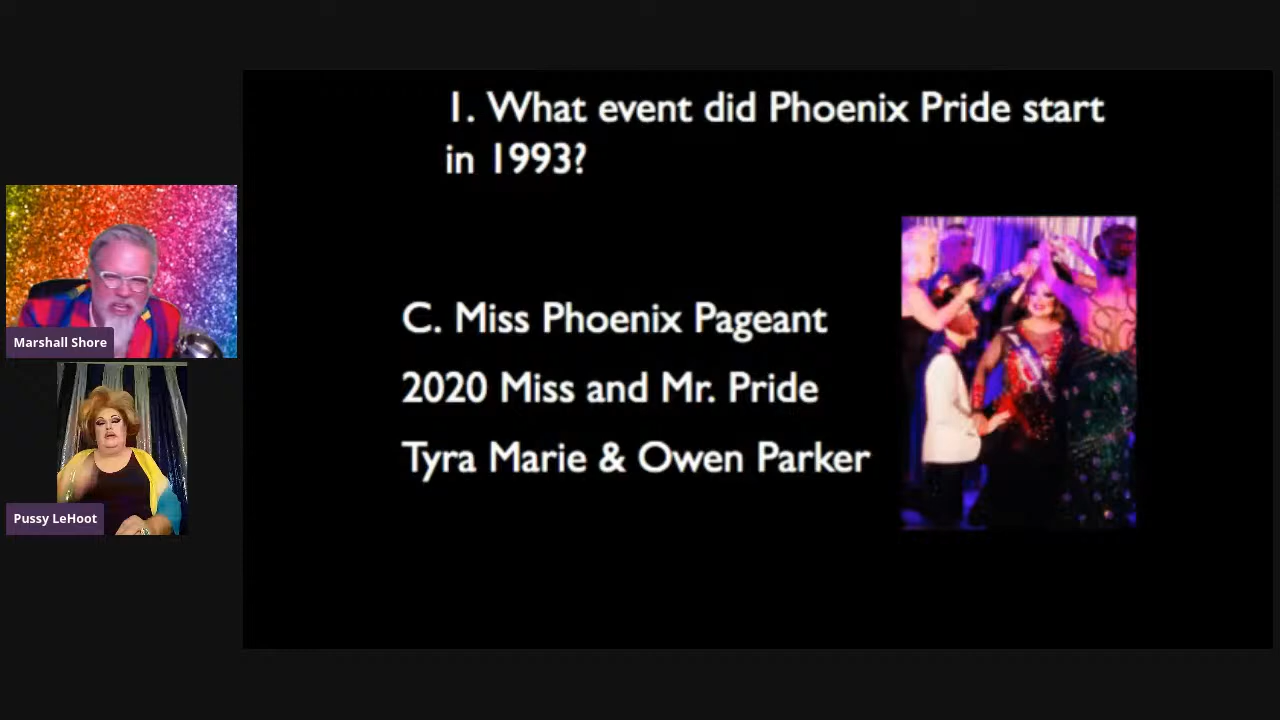 1. What event did Phoenix Pride start
in 1993?
C. Miss Phoenix Pageant
2020 Miss and Mr. Pride
Tyra Marie & Owen Parker
Marshall Shore
Pussy LeHoot